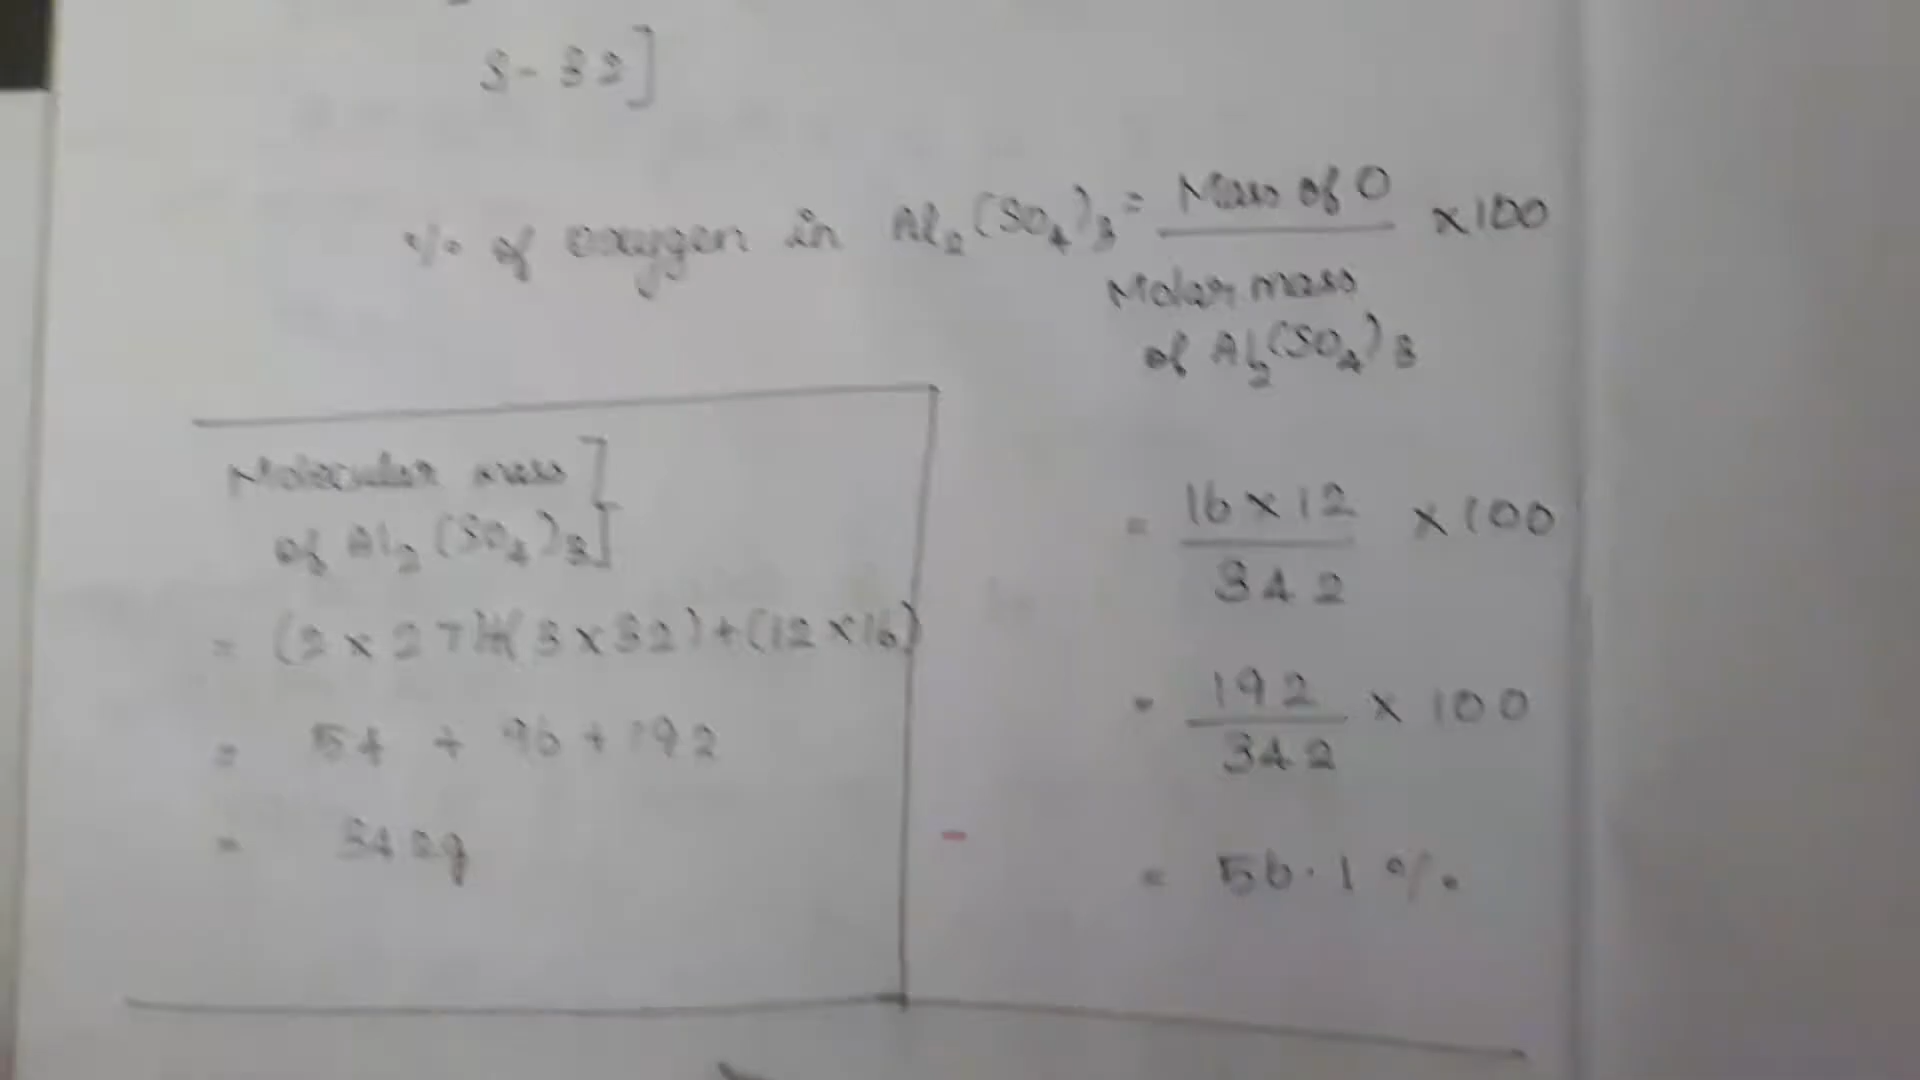 S - 32]
% of oxygen in Al2(SO4)3 = Mass of O / Molar mass of Al2(SO4)3 x 100
Molecular mass]
of Al2(SO4)3]
= (2 x 27)+(3 x 32)+(12 x 16)
= 54 + 96 + 192
= 342g
= 16 x 12 / 342 x 100
= 192 / 342 x 100
= 56.1 %